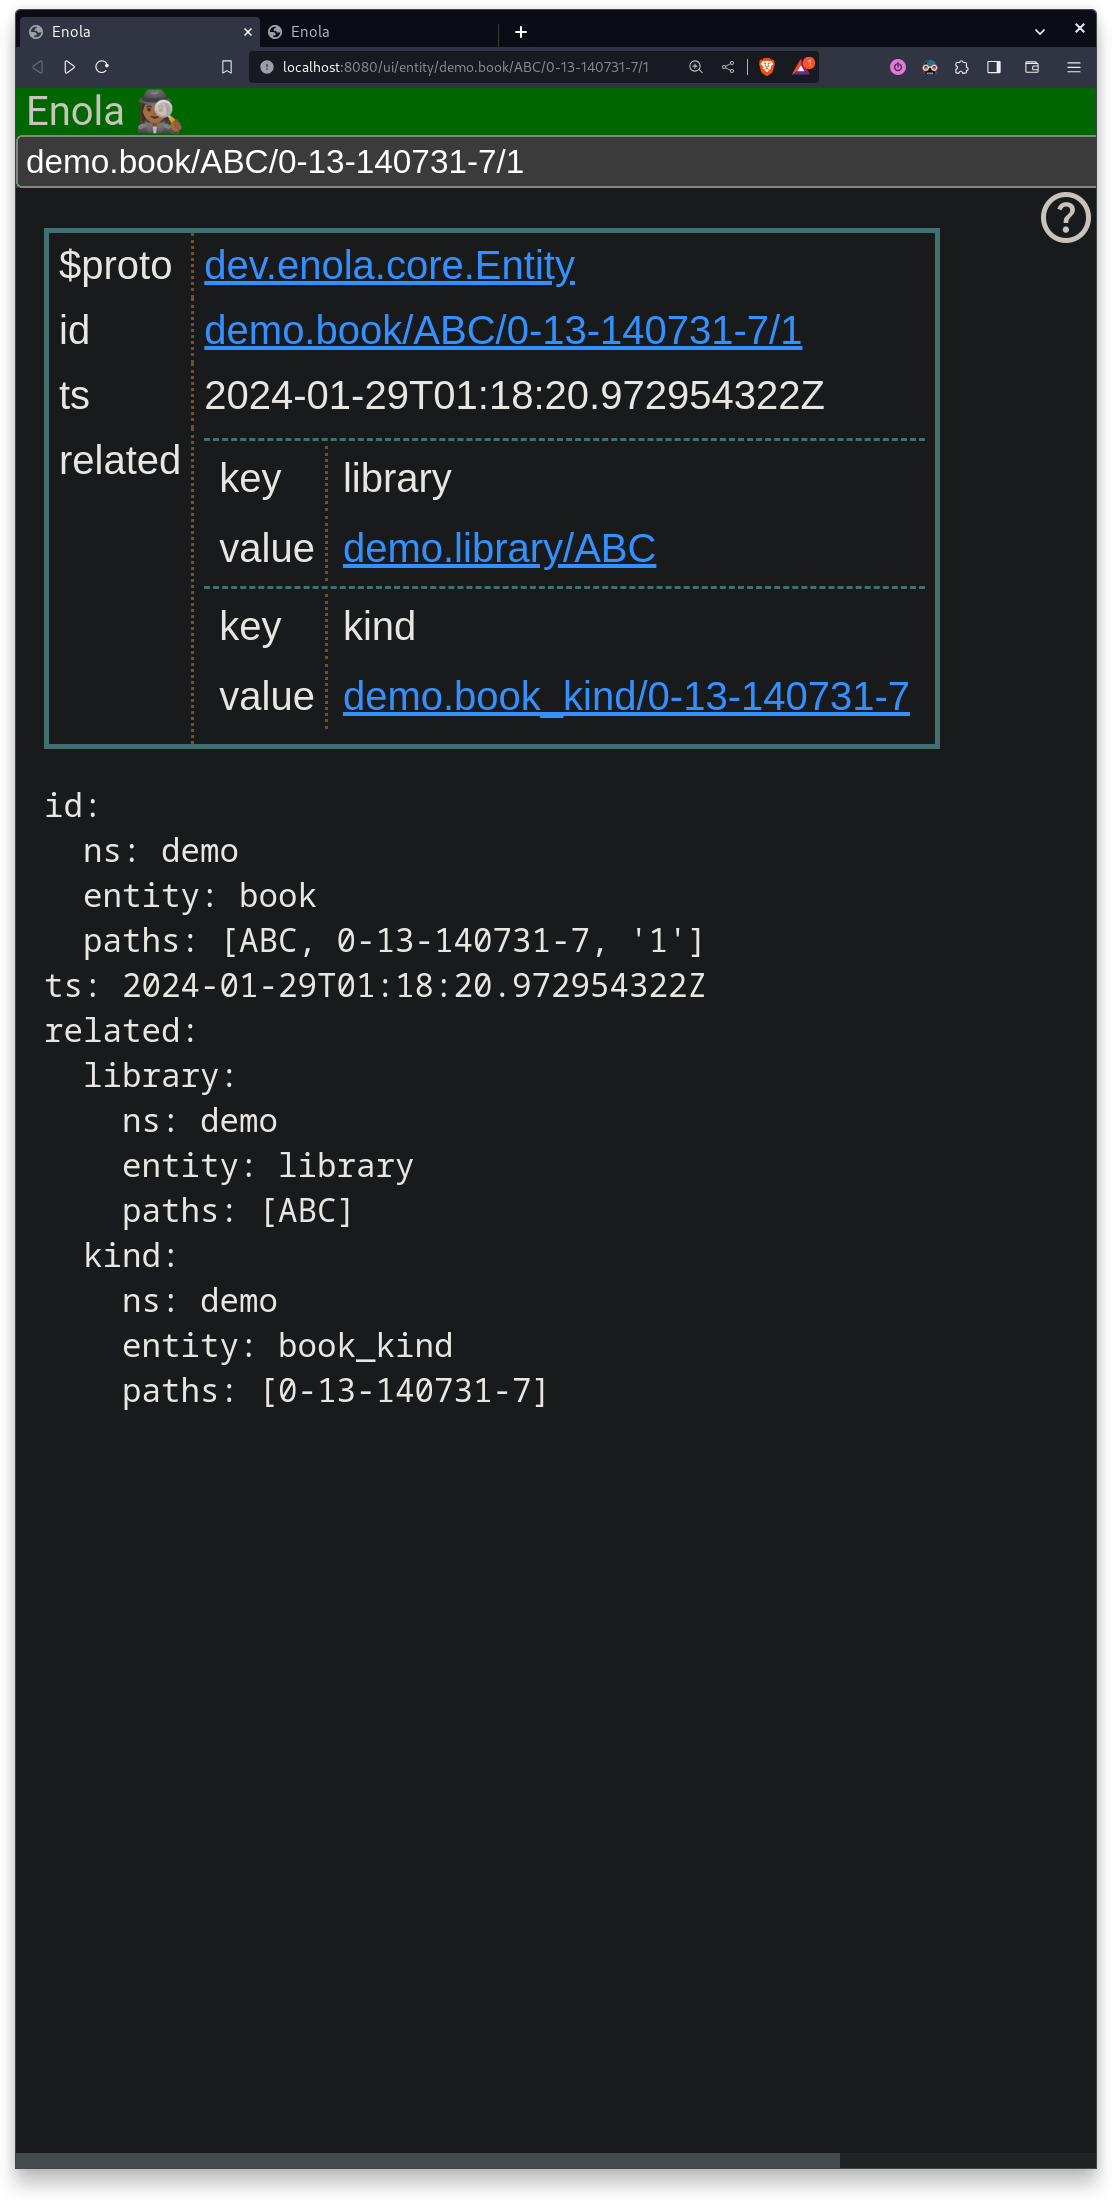 Enola
Enola
localhost:8080/ui/entity/demo.book/ABC/0-13-140731-7/1
1
Enola
demo.book/ABC/0-13-140731-7/1
?
$proto dev.enola.core.Entity
id demo.book/ABC/0-13-140731-7/1
ts 2024-01-29T01:18:20.972954322Z
related
key library
value demo.library/ABC
key kind
value demo.book_kind/0-13-140731-7
id:
  ns: demo
  entity: book
  paths: [ABC, 0-13-140731-7, '1']
ts: 2024-01-29T01:18:20.972954322Z
related:
  library:
    ns: demo
    entity: library
    paths: [ABC]
  kind:
    ns: demo
    entity: book_kind
    paths: [0-13-140731-7]